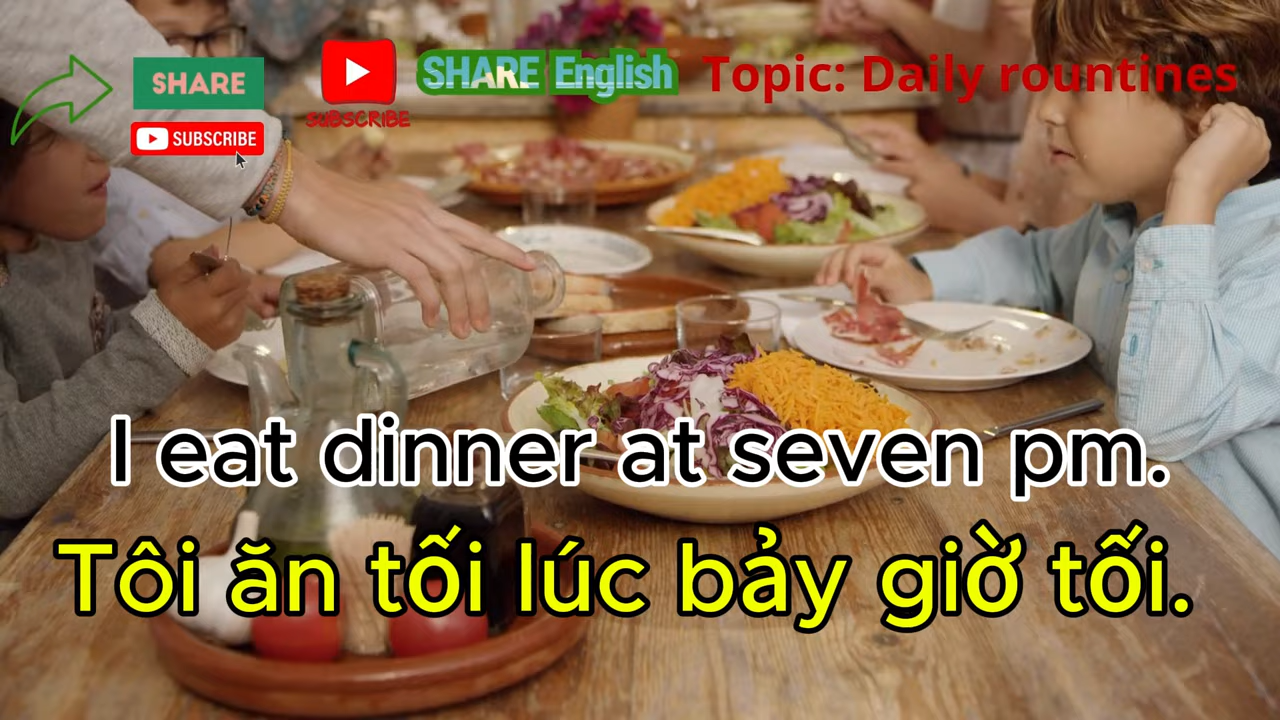 SHARE
SUBSCRIBE
SUBSCRIBE
SHARE English
Topic: Daily rountines
I eat dinner at seven pm.
Tôi ăn tối lúc bảy giờ tối.